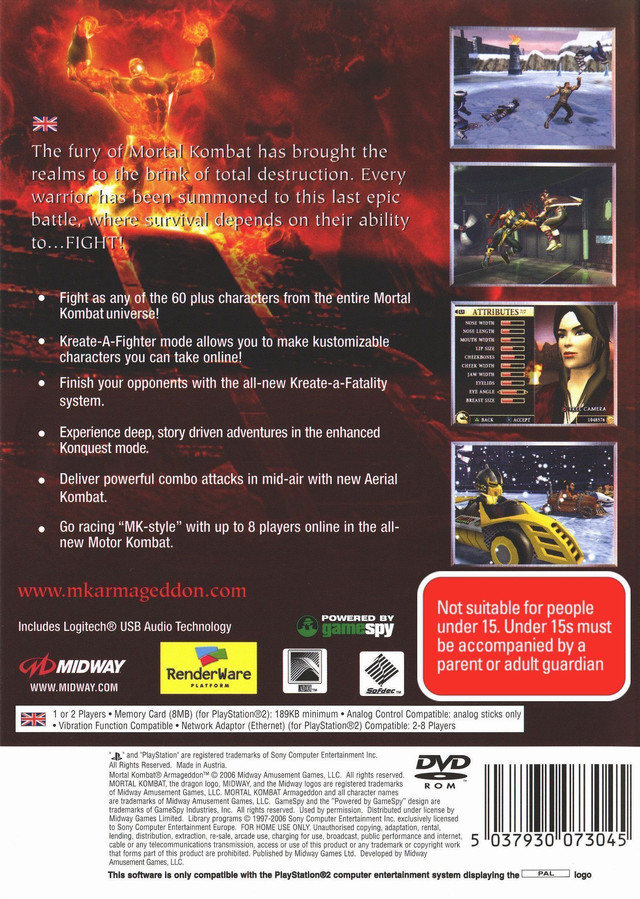 The fury of Mortal Kombat has brought the
realms to the brink of total destruction. Every
warrior has been summoned to this last epic
battle, where survival depends on their ability
to...FIGHT!
• Fight as any of the 60 plus characters from the entire Mortal
Kombat universe!
• Kreate-A-Fighter mode allows you to make kustomizable
characters you can take online!
• Finish your opponents with the all-new Kreate-a-Fatality
system.
• Experience deep, story driven adventures in the enhanced
Konquest mode.
• Deliver powerful combo attacks in mid-air with new Aerial
Kombat.
• Go racing “MK-style” with up to 8 players online in the all-
new Motor Kombat.
ATTRIBUTES
NOSE WIDTH
NOSE LENGTH
MOUTH WIDTH
LIP SIZE
CHEEKBONES
CHEEK WIDTH
JAW WIDTH
EYELIDS
EYE ANGLE
BREAST SIZE
BACK
ACCEPT
CAMERA
www.mkarmageddon.com
Includes Logitech® USB Audio Technology
POWERED BY
gamespy
MIDWAY
WWW.MIDWAY.COM
RenderWare
PLATFORM
Sofdec™
Not suitable for people
under 15. Under 15s must
be accompanied by a
parent or adult guardian
1 or 2 Players • Memory Card (8MB) (for PlayStation®2): 189KB minimum • Analog Control Compatible: analog sticks only
• Vibration Function Compatible • Network Adaptor (Ethernet) (for PlayStation®2) Compatible: 2-8 Players
" " and "PlayStation" are registered trademarks of Sony Computer Entertainment Inc.
All Rights Reserved. Made in Austria.
Mortal Kombat® Armageddon™ © 2006 Midway Amusement Games, LLC. All rights reserved.
MORTAL KOMBAT, the dragon logo, MIDWAY, and the Midway logos are registered trademarks
of Midway Amusement Games, LLC. MORTAL KOMBAT Armageddon and all character names
are trademarks of Midway Amusement Games, LLC. GameSpy and the "Powered by GameSpy" design are
trademarks of GameSpy Industries, Inc. All rights reserved. Used by permission. Distributed under license by
Midway Games Limited. Library programs © 1997-2006 Sony Computer Entertainment Inc. exclusively licensed
to Sony Computer Entertainment Europe. FOR HOME USE ONLY. Unauthorised copying, adaptation, rental,
lending, distribution, extraction, re-sale, arcade use, charging for use, broadcast, public performance and internet,
cable or any telecommunications transmission, access or use of this product or any trademark or copyright work
that forms part of this product are prohibited. Published by Midway Games Ltd. Developed by Midway
Amusement Games, LLC.
DVD
ROM
5 037930 073045
This software is only compatible with the PlayStation®2 computer entertainment system displaying the PAL logo